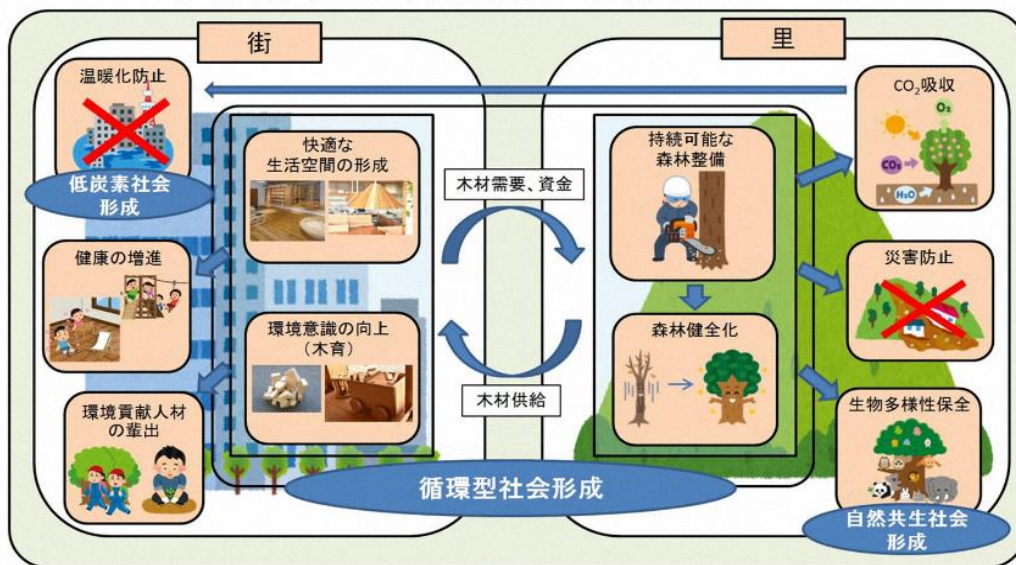 街
里
温暖化防止
低炭素社会
形成
快適な
生活空間の形成
健康の増進
環境意識の向上
（木育）
環境貢献人材
の輩出
木材需要、資金
木材供給
持続可能な
森林整備
森林健全化
CO₂吸収
O₂
CO₂
H₂O
災害防止
生物多様性保全
自然共生社会
形成
循環型社会形成